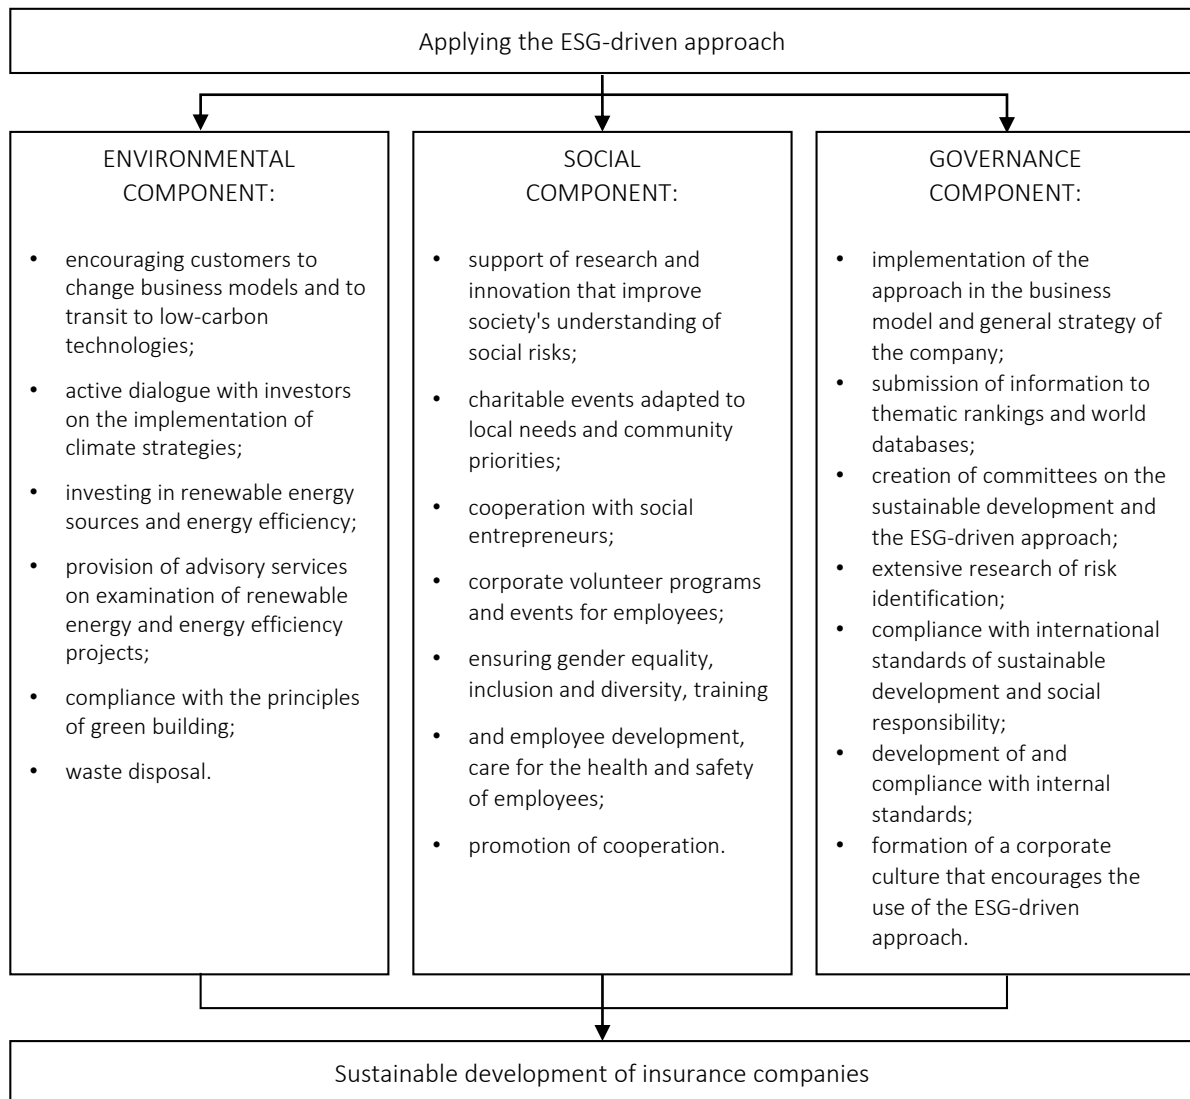 Applying the ESG-driven approach
ENVIRONMENTAL
COMPONENT:
• encouraging customers to
change business models and to
transit to low-carbon
technologies;
• active dialogue with investors
on the implementation of
climate strategies;
• investing in renewable energy
sources and energy efficiency;
• provision of advisory services
on examination of renewable
energy and energy efficiency
projects;
• compliance with the principles
of green building;
• waste disposal.
SOCIAL
COMPONENT:
• support of research and
innovation that improve
society's understanding of
social risks;
• charitable events adapted to
local needs and community
priorities;
• cooperation with social
entrepreneurs;
• corporate volunteer programs
and events for employees;
• ensuring gender equality,
inclusion and diversity, training
• and employee development,
care for the health and safety
of employees;
• promotion of cooperation.
GOVERNANCE
COMPONENT:
• implementation of the
approach in the business
model and general strategy of
the company;
• submission of information to
thematic rankings and world
databases;
• creation of committees on the
sustainable development and
the ESG-driven approach;
• extensive research of risk
identification;
• compliance with international
standards of sustainable
development and social
responsibility;
• development of and
compliance with internal
standards;
• formation of a corporate
culture that encourages the
use of the ESG-driven
approach.
Sustainable development of insurance companies